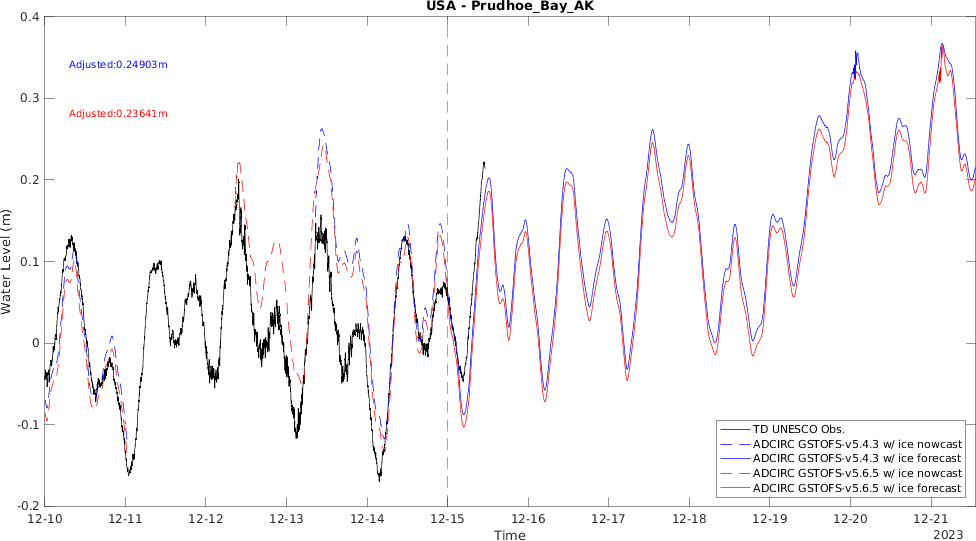 USA - Prudhoe_Bay_AK
0.4
Adjusted:0.24903m
0.3
Adjusted:0.23641m
0.2
0.1
0
-0.1
-0.2
Water Level (m)
TD UNESCO Obs.
ADCIRC GSTOFS-v5.4.3 w/ ice nowcast
ADCIRC GSTOFS-v5.4.3 w/ ice forecast
ADCIRC GSTOFS-v5.6.5 w/ ice nowcast
ADCIRC GSTOFS-v5.6.5 w/ ice forecast
12-10 12-11 12-12 12-13 12-14 12-15 12-16 12-17 12-18 12-19 12-20 12-21
Time
2023